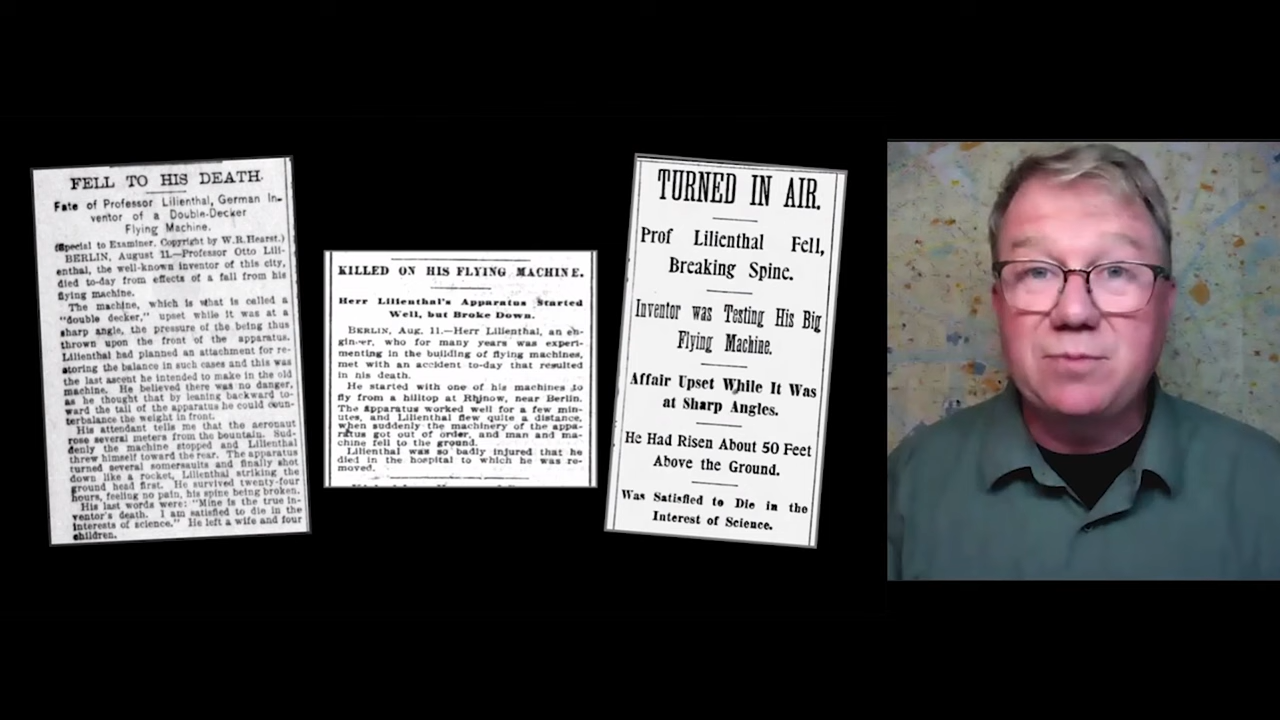 FELL TO HIS DEATH.
Fate of Professor Lilienthal, German In-
ventor of a Double-Decker
Flying Machine.
(Special to Examiner. Copyright by W.R.Hearst.)
BERLIN, August 11.—Professor Otto Lili-
enthal, the well-known inventor of this city,
died to-day from effects of a fall from his
flying machine.
The machine, which is what is called a
"double decker," upset while it was at a
sharp angle, the pressure of the being thus
thrown upon the front of the apparatus.
Lilienthal had planned an attachment for re-
storing the balance in such cases and this was
the last ascent he intended to make in the old
machine. He believed there was no danger,
as he thought that by leaning backward to-
ward the tail of the apparatus he could coun-
terbalance the weight in front.
His attendant tells me that the aeronaut
rose several meters from the bountain. Sud-
denly the machine stopped and Lilienthal
threw himself toward the rear. The apparatus
turned several somersaults and finally shot
down like a rocket, Lilienthal striking the
ground head first. He survived twenty-four
hours, feeling no pain, his spine being broken.
His last words were: "Mine is the true in-
ventor's death. I am satisfied to die in the
interests of science." He left a wife and four
children.
KILLED ON HIS FLYING MACHINE.
Herr Lilienthal's Apparatus Started
Well, but Broke Down.
BERLIN, Aug. 11.—Herr Lilienthal, an en-
gineer, who for many years was experi-
menting in the building of flying machines,
met with an accident to-day that resulted
in his death.
He started with one of his machines to
fly from a hilltop at Rhinow, near Berlin.
The apparatus worked well for a few min-
utes, and Lilienthal flew quite a distance,
when suddenly the machinery of the appa-
ratus got out of order, and man and ma-
chine fell to the ground.
Lilienthal was so badly injured that he
died in the hospital to which he was re-
moved.
TURNED IN AIR.
Prof Lilienthal Fell,
Breaking Spine.
Inventor was Testing His Big
Flying Machine.
Affair Upset While It Was
at Sharp Angles.
He Had Risen About 50 Feet
Above the Ground.
Was Satisfied to Die in the
Interest of Science.